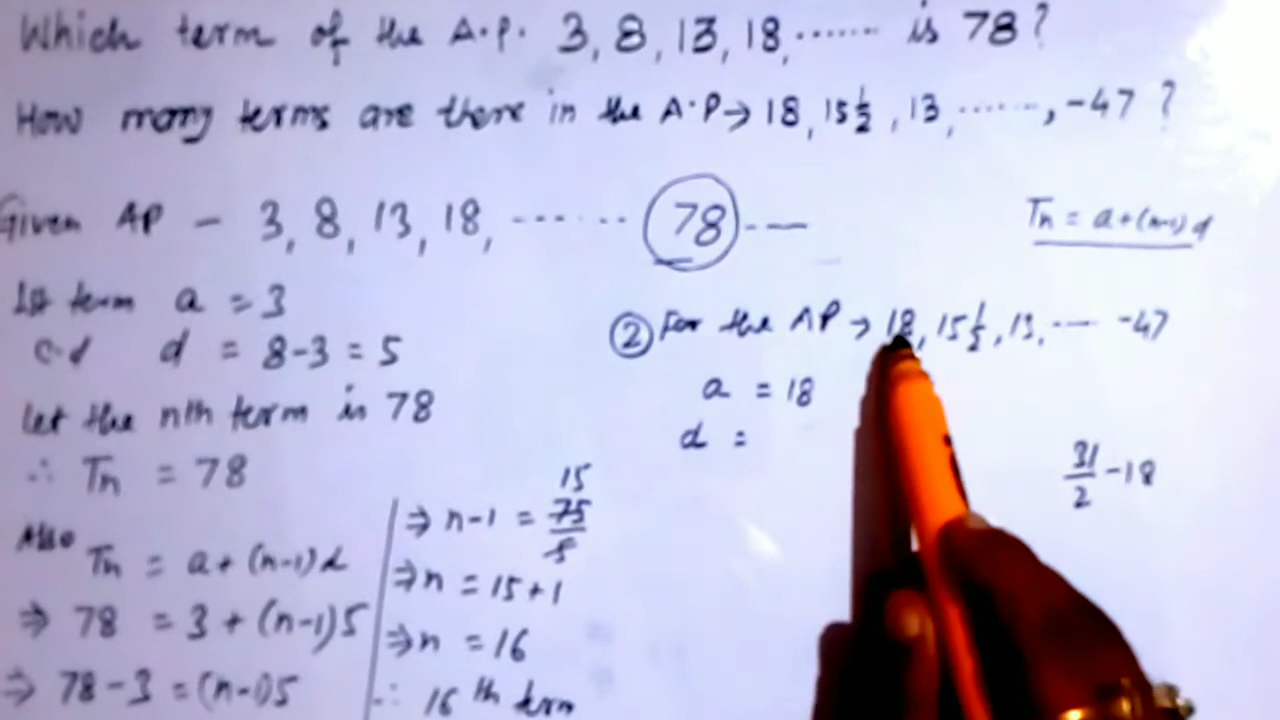 Which term of the A.P. 3, 8, 13, 18, ...... is 78?
How many terms are there in the A.P → 18, 15½, 13, ......, -47 ?
Given AP - 3, 8, 13, 18, ...... 78 ---
Tn = a+(n-1)d
1st term a = 3
c.d d = 8-3 = 5
let the nth term is 78
∴ Tn = 78
Also
Tn = a + (n-1)d
⇒ 78 = 3 + (n-1)5
⇒ 78-3 = (n-1)5
15
⇒ n-1 = 75/5
⇒ n = 15+1
⇒ n = 16
∴ 16th term
② For the AP → 18, 15½, 13, ---- -47
a = 18
d =
31/2 -18